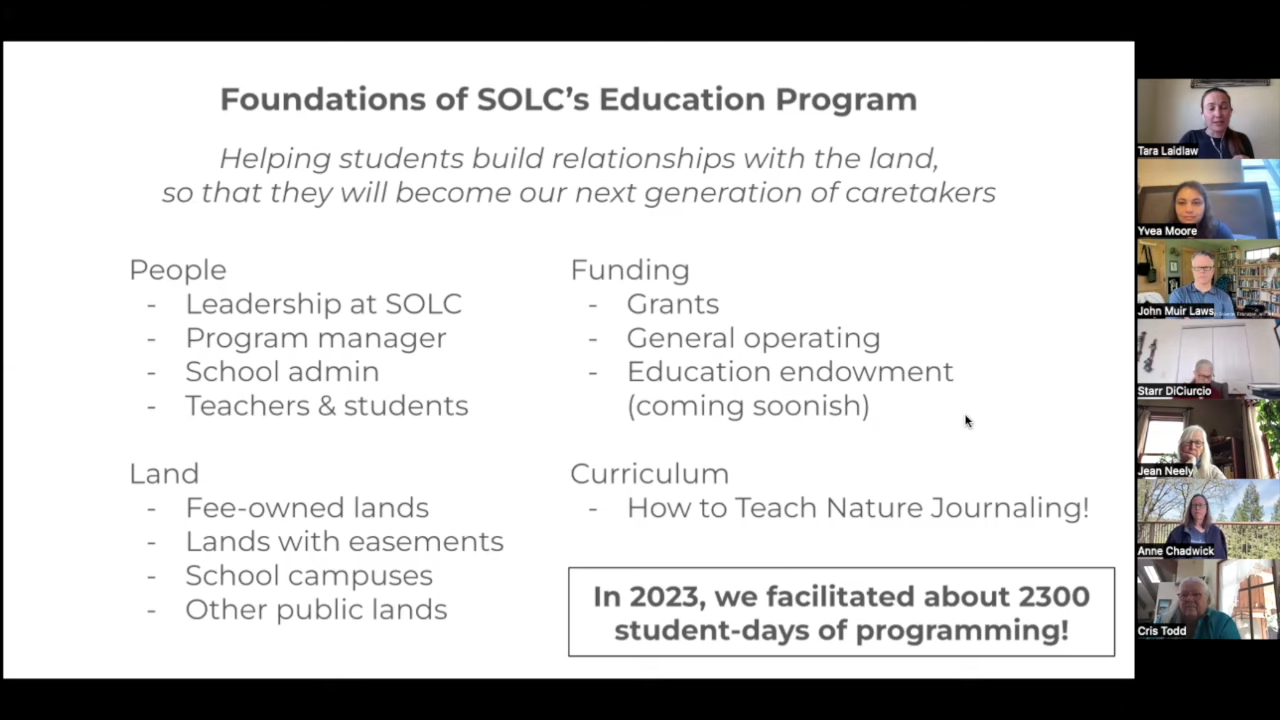 Foundations of SOLC's Education Program
Helping students build relationships with the land,
so that they will become our next generation of caretakers
People
- Leadership at SOLC
- Program manager
- School admin
- Teachers & students
Land
- Fee-owned lands
- Lands with easements
- School campuses
- Other public lands
Funding
- Grants
- General operating
- Education endowment
(coming soonish)
Curriculum
- How to Teach Nature Journaling!
In 2023, we facilitated about 2300
student-days of programming!
Tara Laidlaw
Yvea Moore
John Muir Laws
Starr DiCiurcio
Jean Neely
Anne Chadwick
Cris Todd